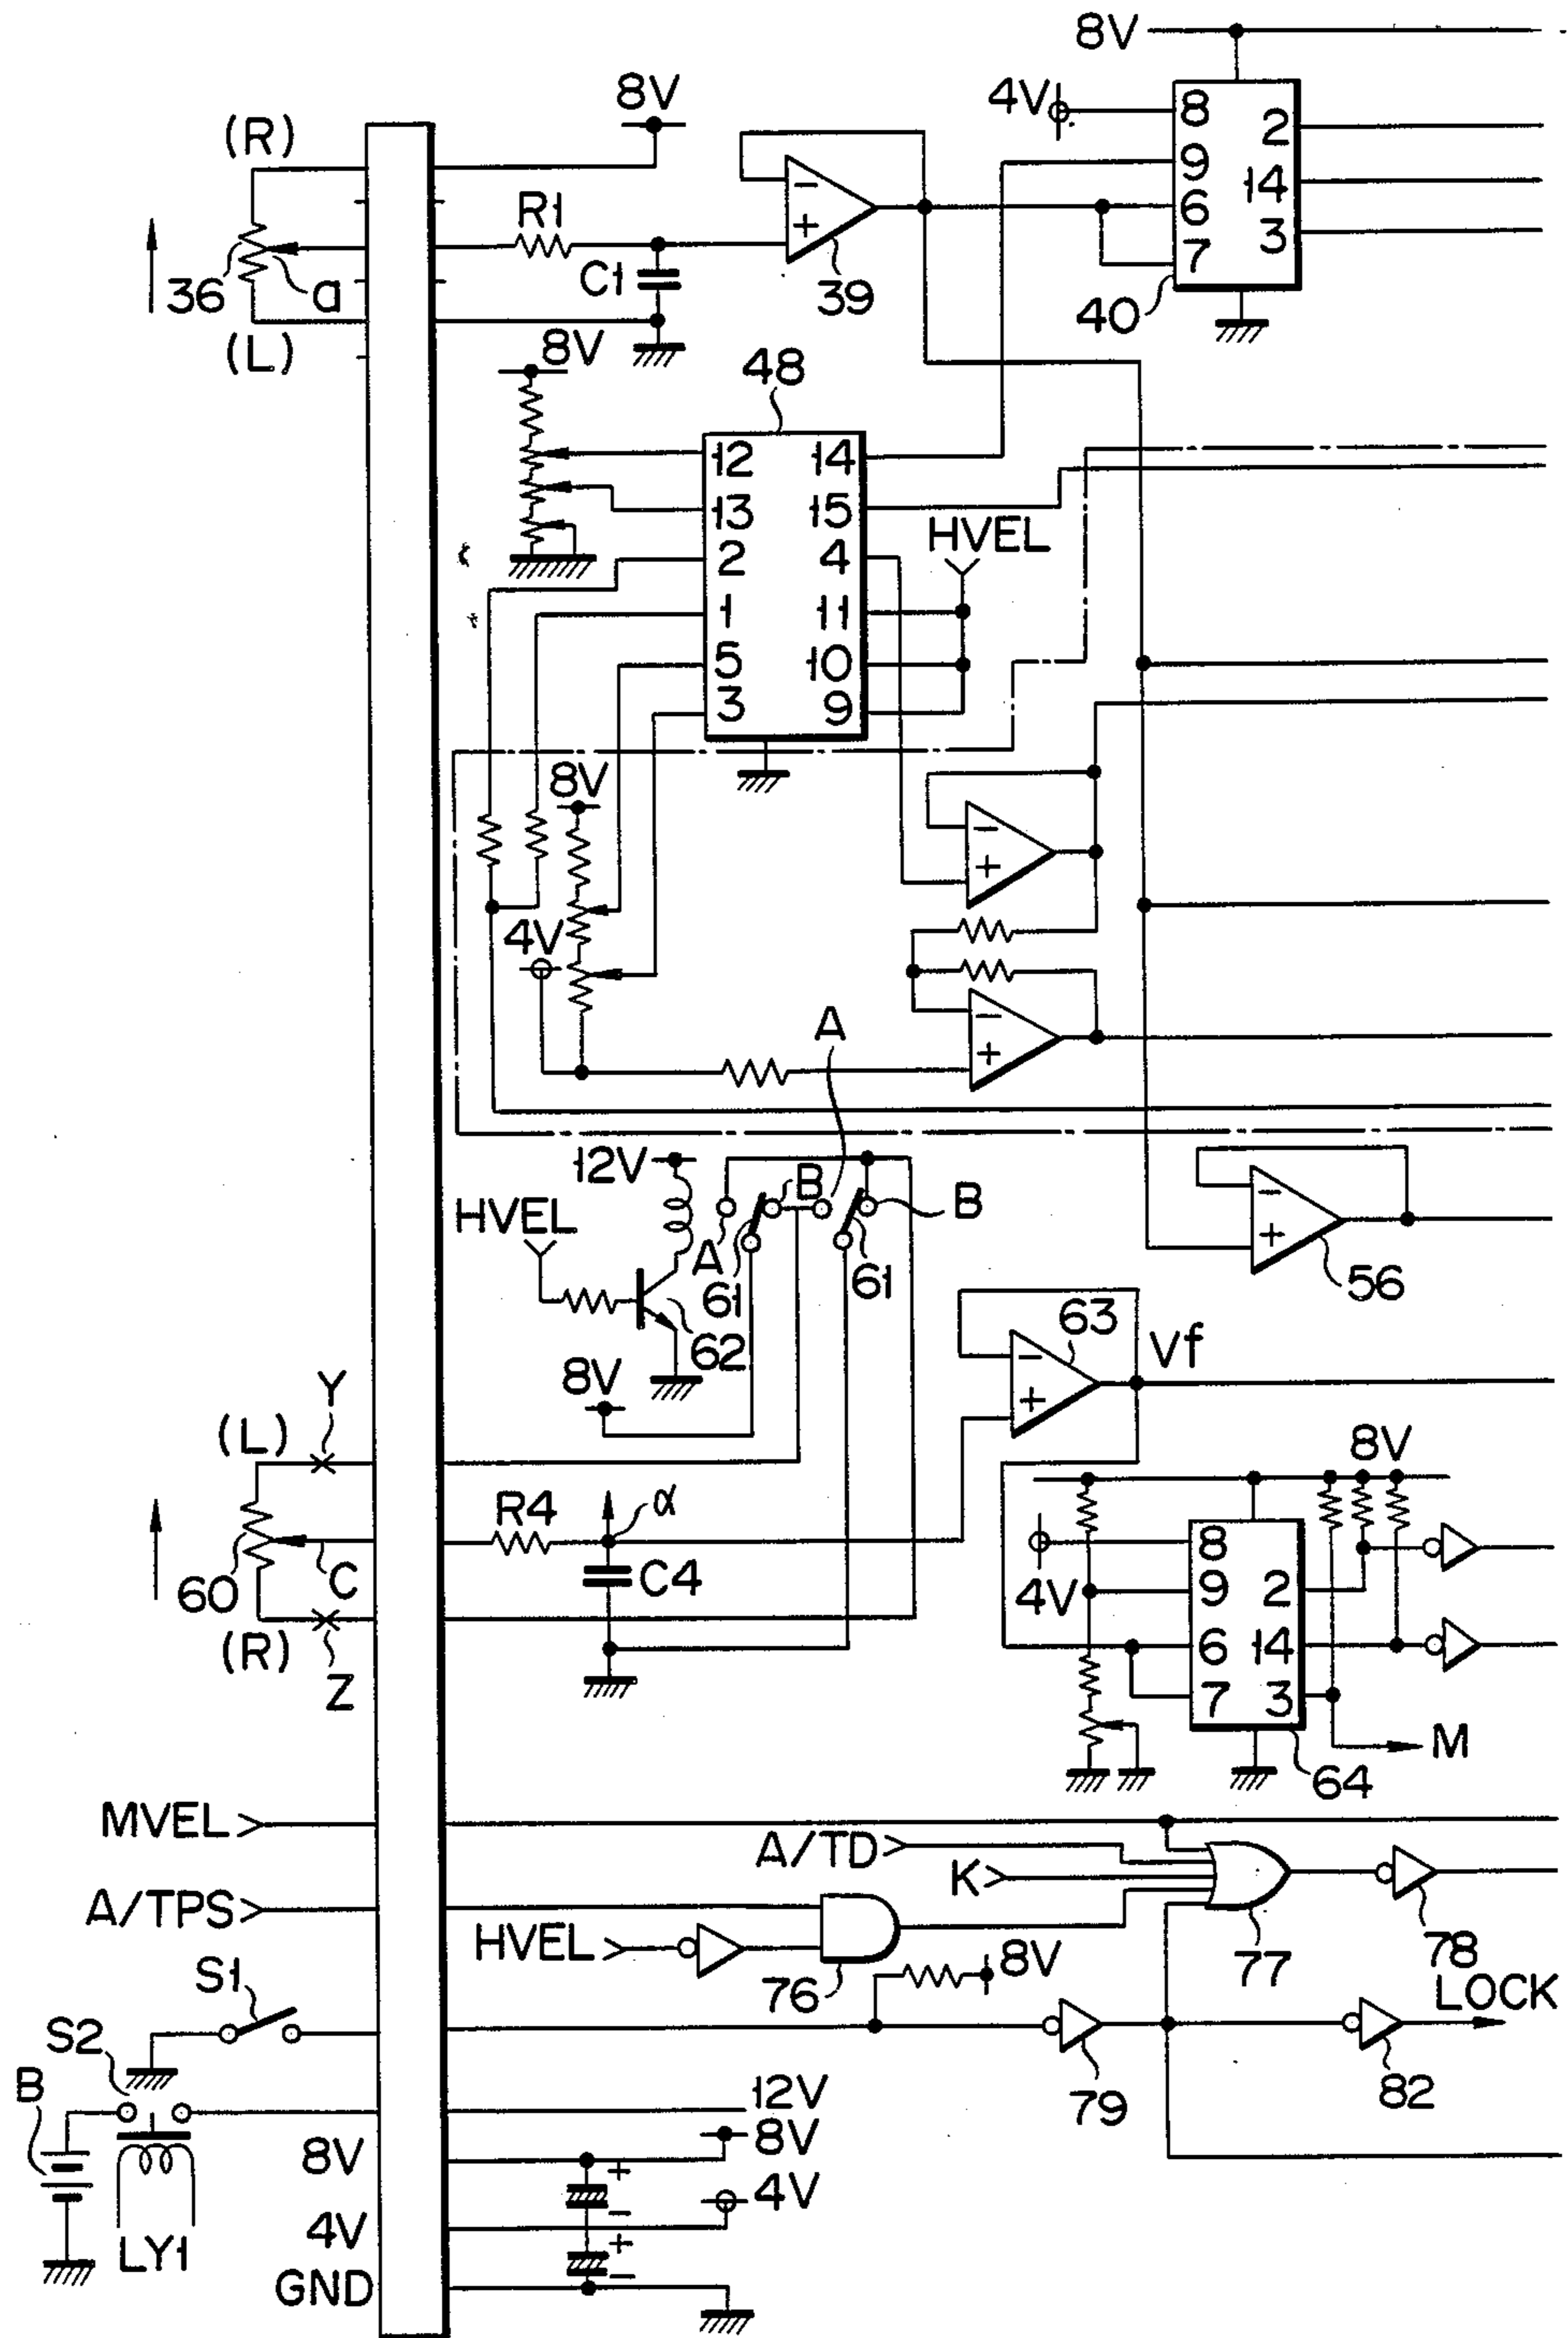 8V
8V
4V
8
2
(R)
9
14
R1
−
+
6
3
7
36
a
C1
39
40
(L)
8V
48
12
14
13
15
HVEL
2
4
1
11
5
10
3
9
8V
−
+
4V
−
+
A
12V
B
B
−
+
HVEL
A
61
61
56
62
63
−
+
Vf
8V
Y
(L)
8V
R4
α
8
C
C4
4V
9
2
60
6
14
(R)
7
3
Z
M
64
MVEL
A/TD
K
A/TPS
HVEL
8V
76
77
78
S1
LOCK
S2
B
79
82
12V
8V
8V
+
−
4V
4V
+
−
LY1
GND